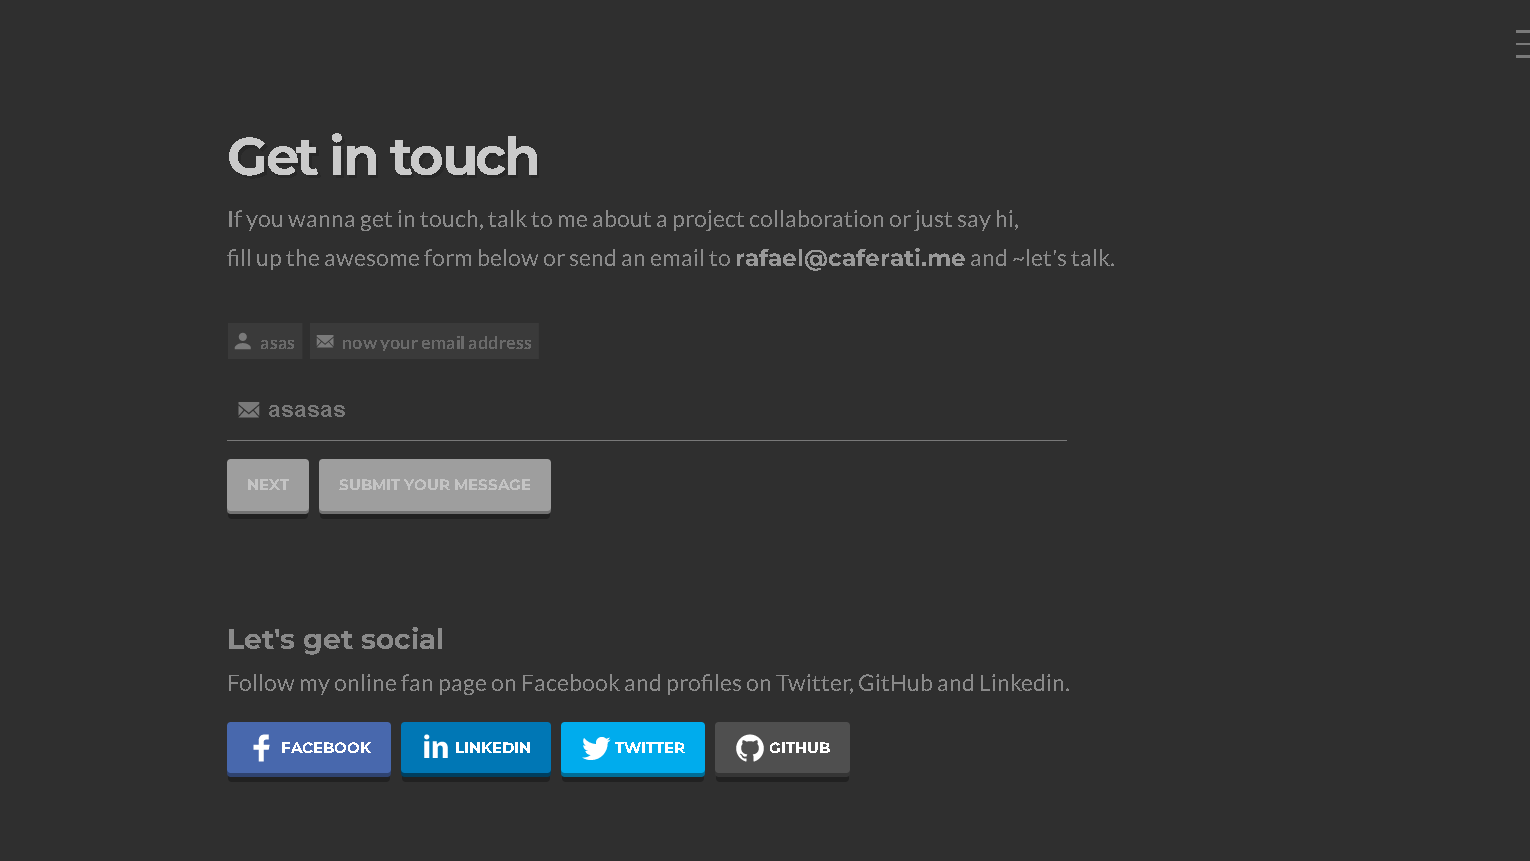 Get in touch
If you wanna get in touch, talk to me about a project collaboration or just say hi,
fill up the awesome form below or send an email to rafael@caferati.me and ~let's talk.
asas now your email address
asasas
NEXT SUBMIT YOUR MESSAGE
Let's get social
Follow my online fan page on Facebook and profiles on Twitter, GitHub and Linkedin.
FACEBOOK LINKEDIN TWITTER GITHUB